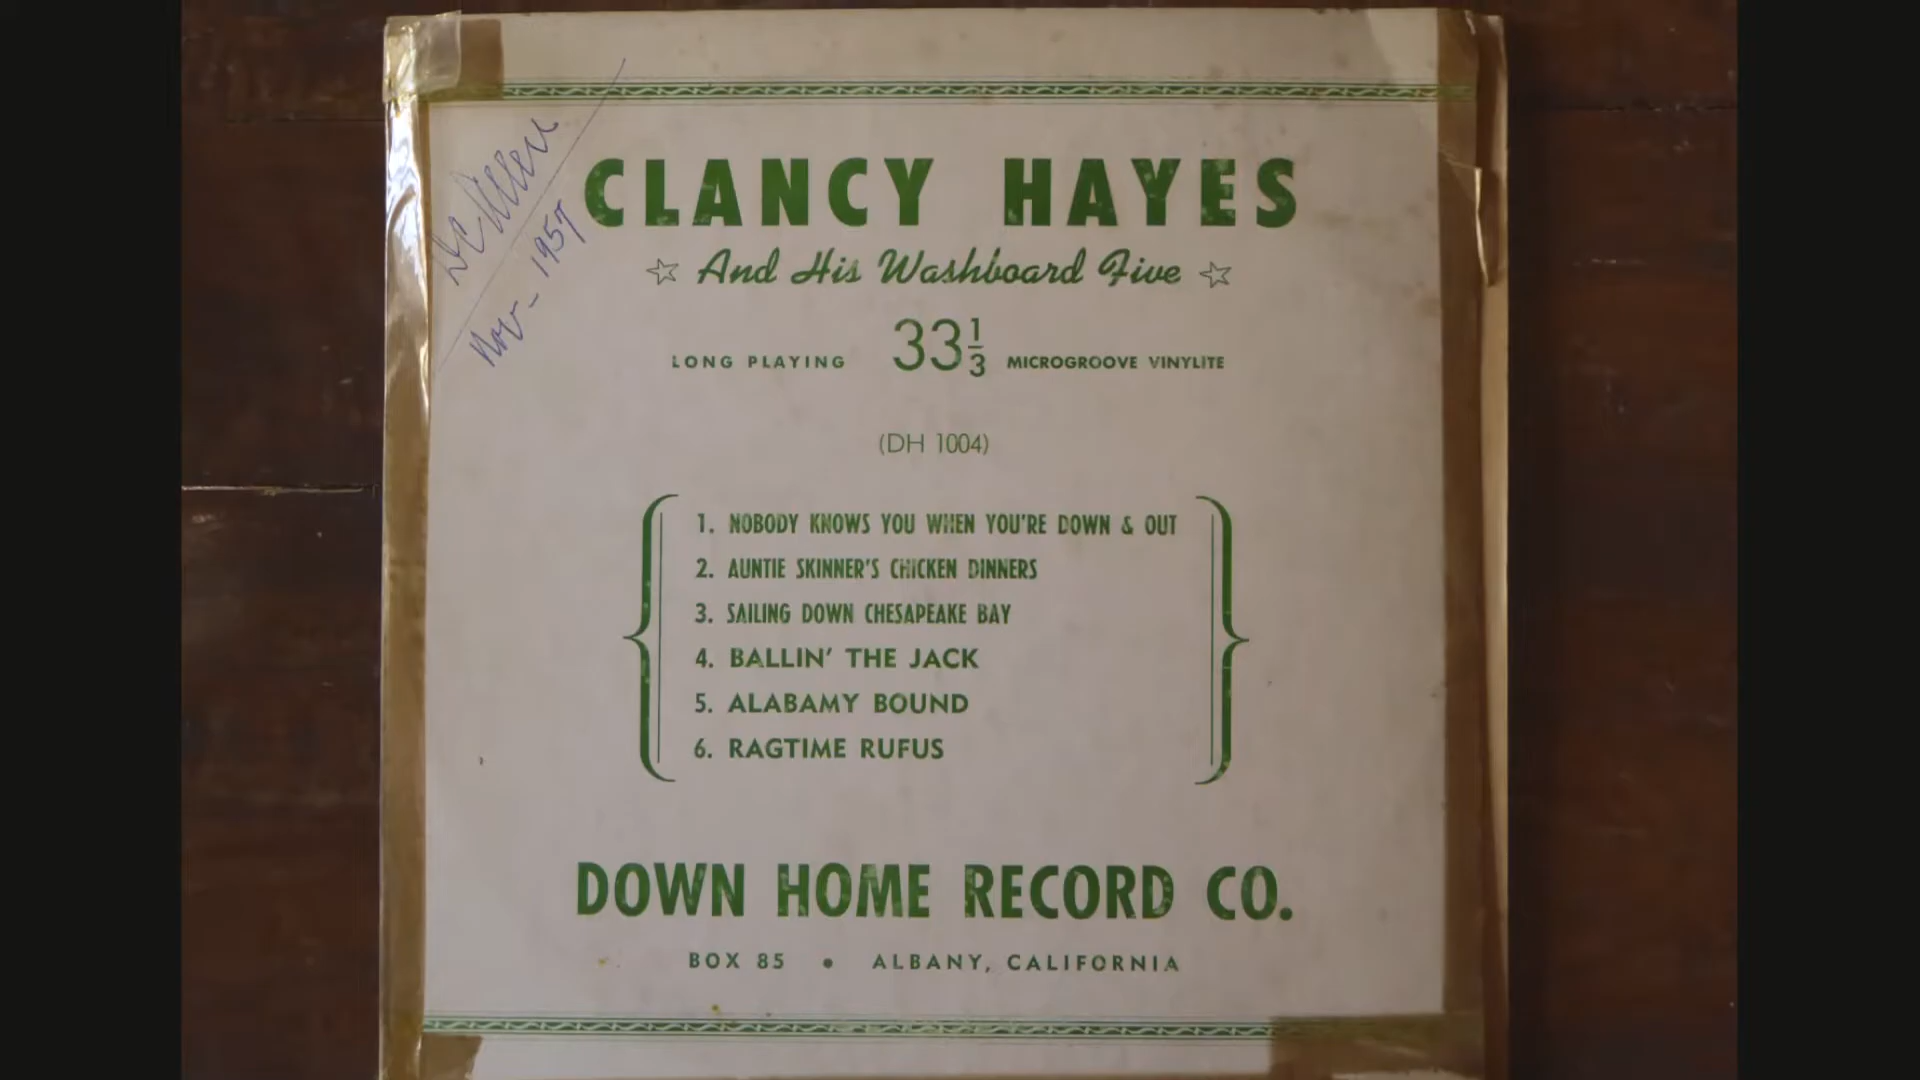 Nov - 1957
CLANCY HAYES
And His Washboard Five
LONG PLAYING 33 1/3 MICROGROOVE VINYLITE
(DH 1004)
1. NOBODY KNOWS YOU WHEN YOU'RE DOWN & OUT
2. AUNTIE SKINNER'S CHICKEN DINNERS
3. SAILING DOWN CHESAPEAKE BAY
4. BALLIN' THE JACK
5. ALABAMY BOUND
6. RAGTIME RUFUS
DOWN HOME RECORD CO.
BOX 85 • ALBANY, CALIFORNIA